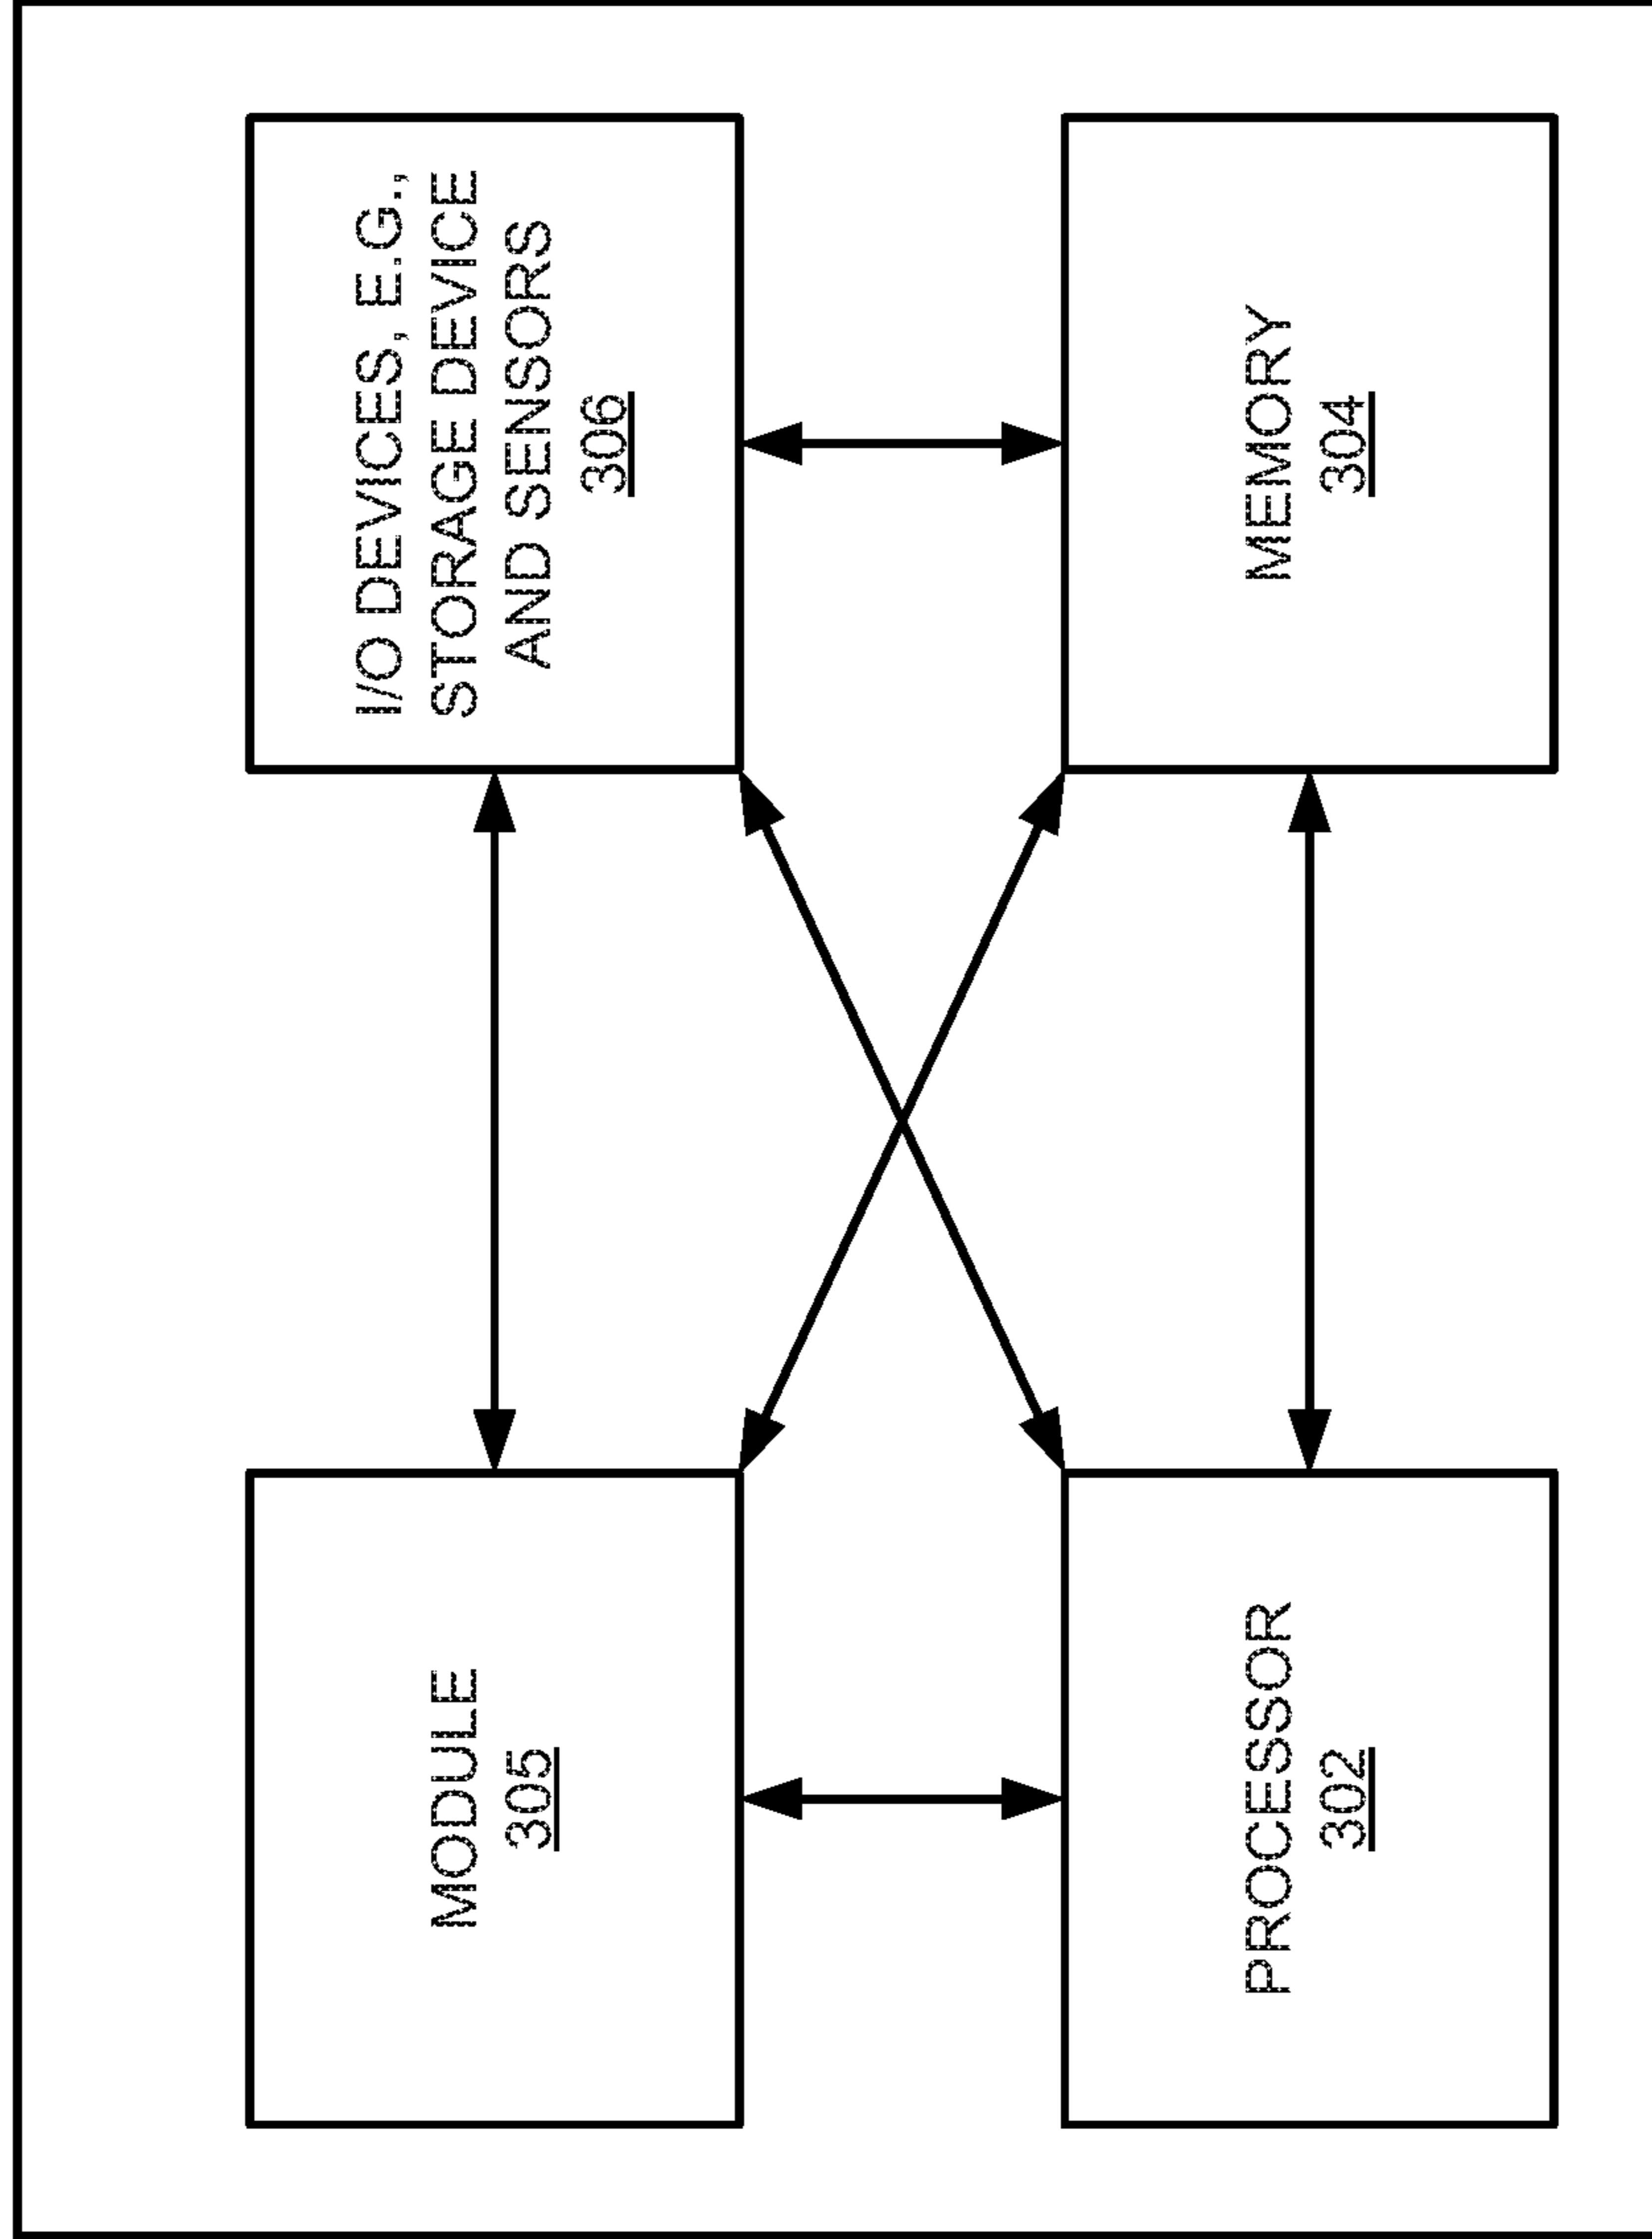 MODULE
305
I/O DEVICES, E.G.,
STORAGE DEVICE
AND SENSORS
306
PROCESSOR
302
MEMORY
304